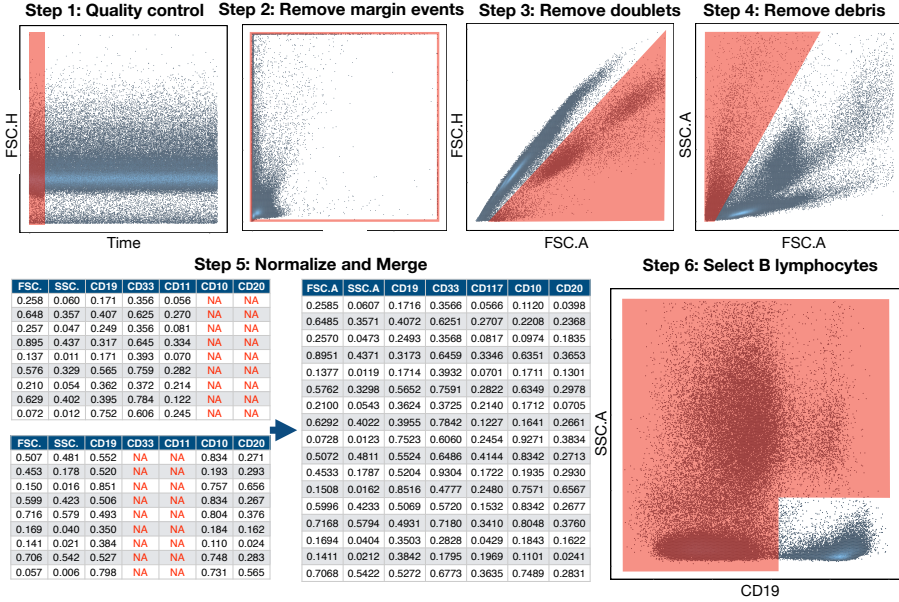 Step 1: Quality control
Step 2: Remove margin events
Step 3: Remove doublets
Step 4: Remove debris
FSC.H
Time
FSC.H
FSC.A
SSC.A
FSC.A
Step 5: Normalize and Merge
FSC. SSC. CD19 CD33 CD11 CD10 CD20
0.258 0.060 0.171 0.356 0.056 NA NA
0.648 0.357 0.407 0.625 0.270 NA NA
0.257 0.047 0.249 0.356 0.081 NA NA
0.895 0.437 0.317 0.645 0.334 NA NA
0.137 0.011 0.171 0.393 0.070 NA NA
0.576 0.329 0.565 0.759 0.282 NA NA
0.210 0.054 0.362 0.372 0.214 NA NA
0.629 0.402 0.395 0.784 0.122 NA NA
0.072 0.012 0.752 0.606 0.245 NA NA
FSC. SSC. CD19 CD33 CD11 CD10 CD20
0.507 0.481 0.552 NA NA 0.834 0.271
0.453 0.178 0.520 NA NA 0.193 0.293
0.150 0.016 0.851 NA NA 0.757 0.656
0.599 0.423 0.506 NA NA 0.834 0.267
0.716 0.579 0.493 NA NA 0.804 0.376
0.169 0.040 0.350 NA NA 0.184 0.162
0.141 0.021 0.384 NA NA 0.110 0.024
0.706 0.542 0.527 NA NA 0.748 0.283
0.057 0.006 0.798 NA NA 0.731 0.565
FSC.A SSC.A CD19 CD33 CD117 CD10 CD20
0.2585 0.0607 0.1716 0.3566 0.0566 0.1120 0.0398
0.6485 0.3571 0.4072 0.6251 0.2707 0.2208 0.2368
0.2570 0.0473 0.2493 0.3568 0.0817 0.0974 0.1835
0.8951 0.4371 0.3173 0.6459 0.3346 0.6351 0.3653
0.1377 0.0119 0.1714 0.3932 0.0701 0.1711 0.1301
0.5762 0.3298 0.5652 0.7591 0.2822 0.6349 0.2978
0.2100 0.0543 0.3624 0.3725 0.2140 0.1712 0.0705
0.6292 0.4022 0.3955 0.7842 0.1227 0.1641 0.2661
0.0728 0.0123 0.7523 0.6060 0.2454 0.9271 0.3834
0.5072 0.4811 0.5524 0.6486 0.4144 0.8342 0.2713
0.4533 0.1787 0.5204 0.9304 0.1722 0.1935 0.2930
0.1508 0.0162 0.8516 0.4777 0.2480 0.7571 0.6567
0.5996 0.4233 0.5069 0.5720 0.1532 0.8342 0.2677
0.7168 0.5794 0.4931 0.7180 0.3410 0.8048 0.3760
0.1694 0.0404 0.3503 0.2828 0.0429 0.1843 0.1622
0.1411 0.0212 0.3842 0.1795 0.1969 0.1101 0.0241
0.7068 0.5422 0.5272 0.6773 0.3635 0.7489 0.2831
Step 6: Select B lymphocytes
SSC.A
CD19